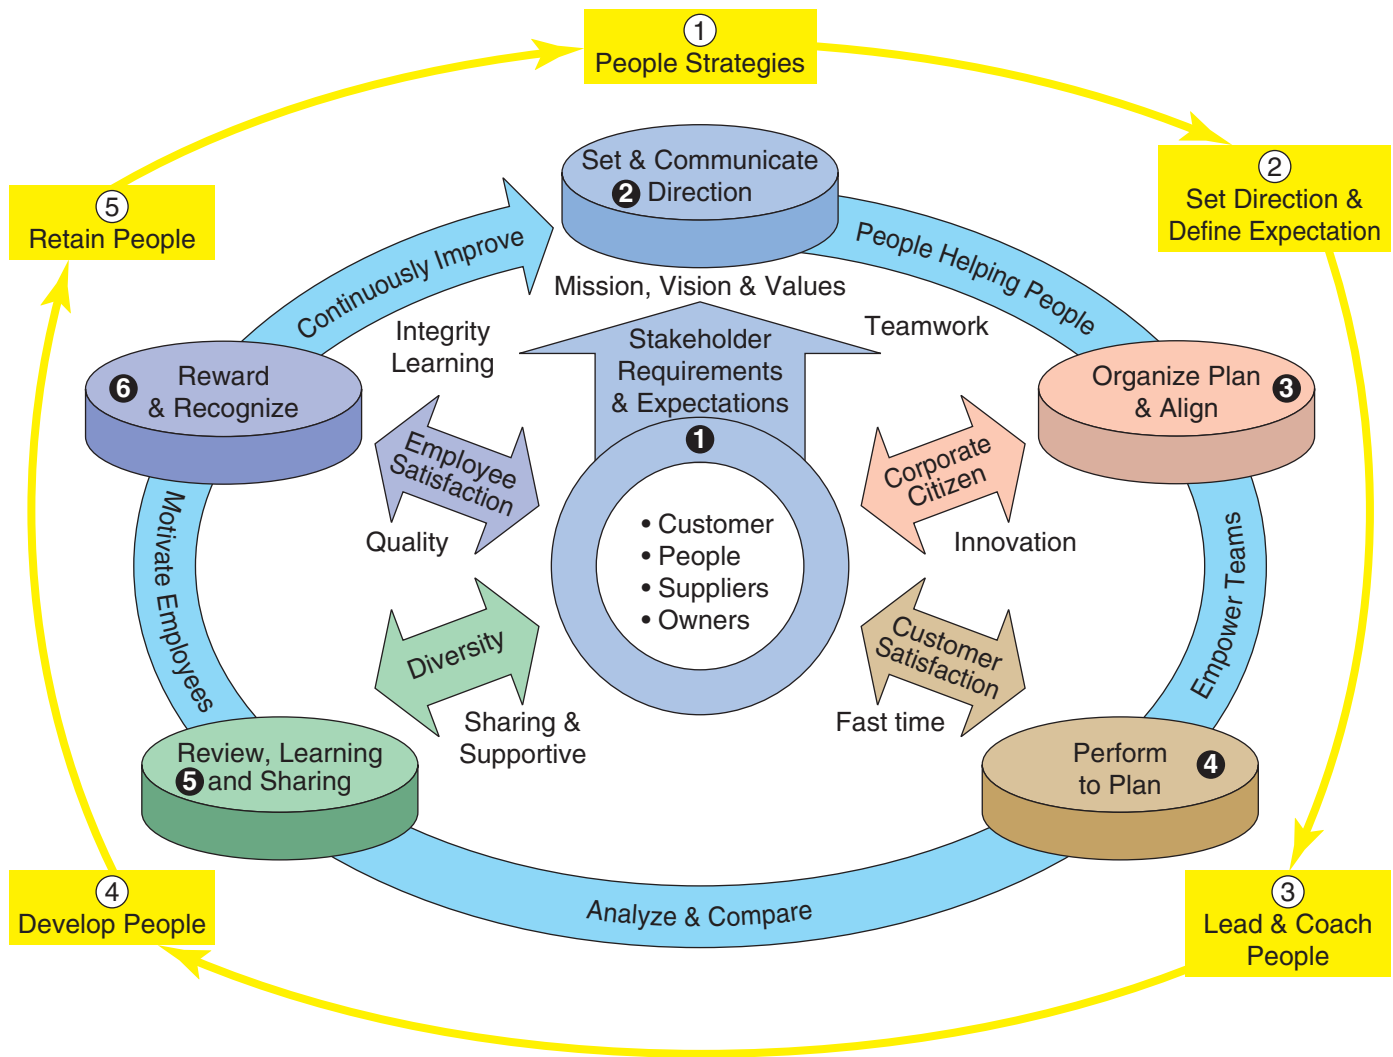 1
People Strategies
2
Set Direction &
Define Expectation
5
Retain People
Set & Communicate
2 Direction
Continuously Improve
People Helping People
Mission, Vision & Values
Integrity
Learning
Teamwork
Stakeholder
Requirements
& Expectations
1
6 Reward
& Recognize
Organize Plan
& Align 3
Employee
Satisfaction
Corporate
Citizen
Quality
Innovation
• Customer
• People
• Suppliers
• Owners
Motivate Employees
Empower Teams
Diversity
Customer
Satisfaction
Sharing &
Supportive
Fast time
Review, Learning
5 and Sharing
Perform
to Plan 4
Analyze & Compare
4
Develop People
3
Lead & Coach
People